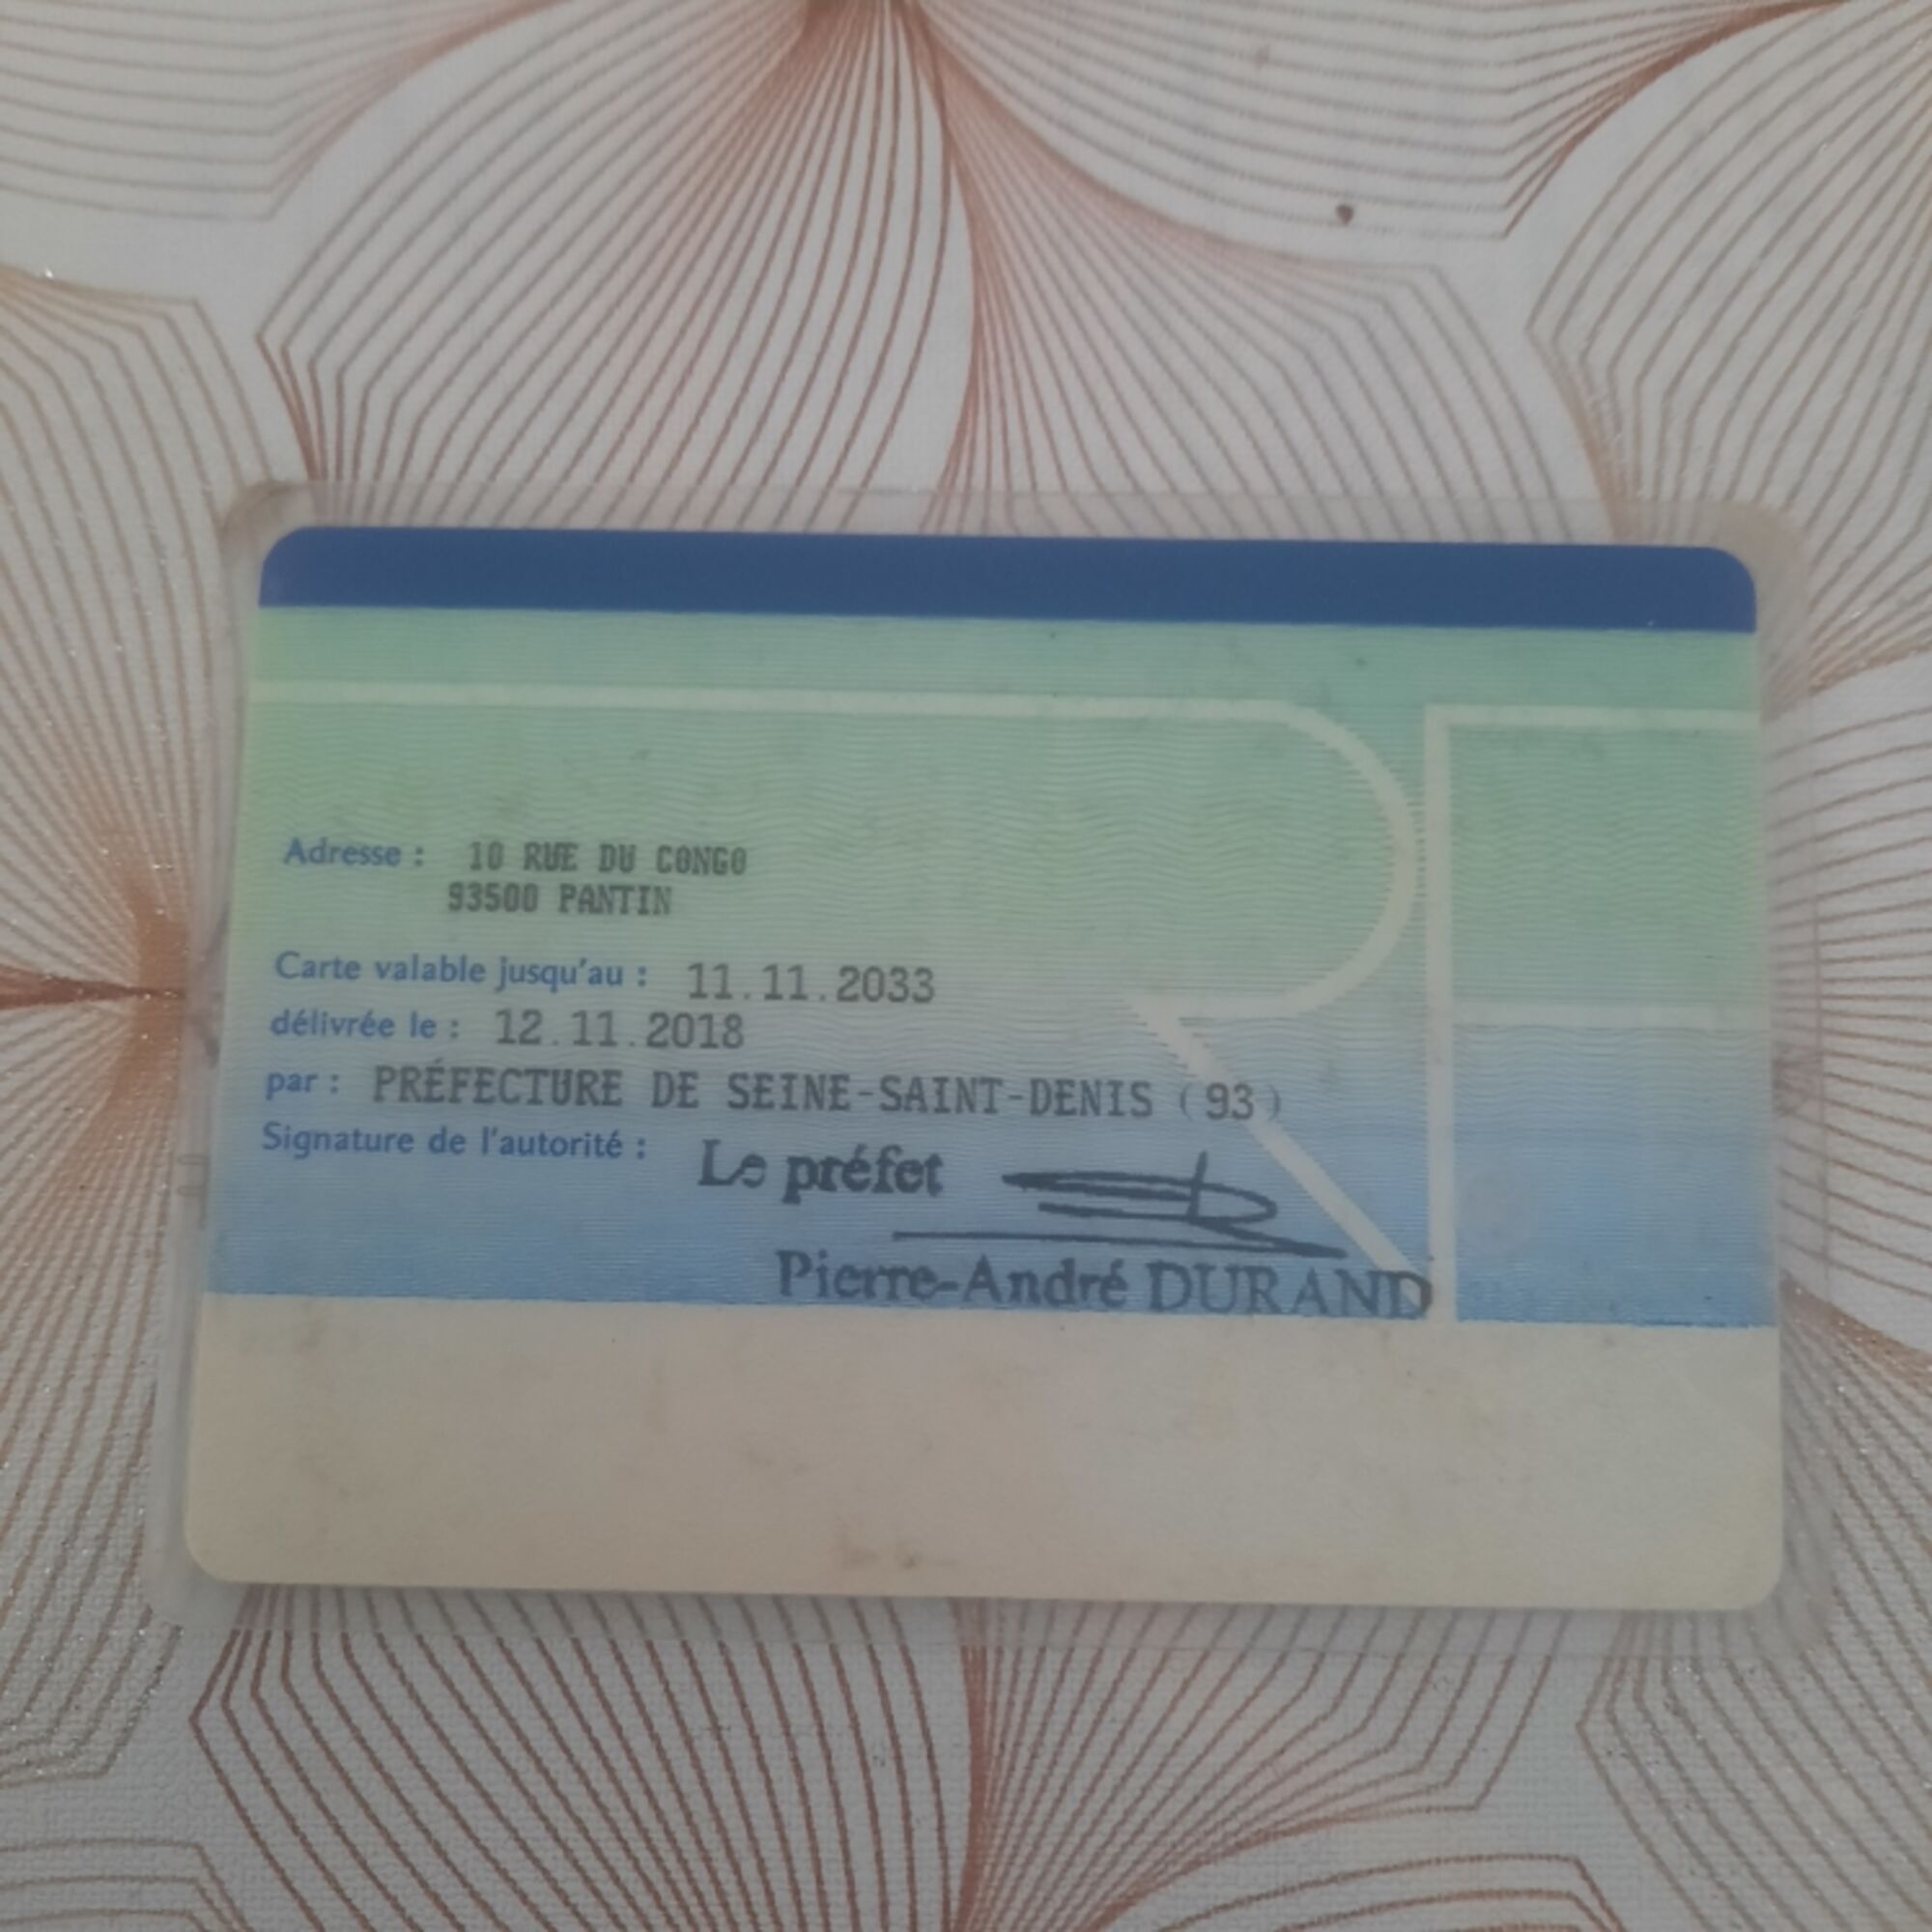 Adresse : 10 RUE DU CONGO
93500 PANTIN
Carte valable jusqu'au : 11.11.2033
délivrée le : 12.11.2018
par : PRÉFECTURE DE SEINE-SAINT-DENIS (93)
Signature de l'autorité : Le préfet
Pierre-André DURAND
RF